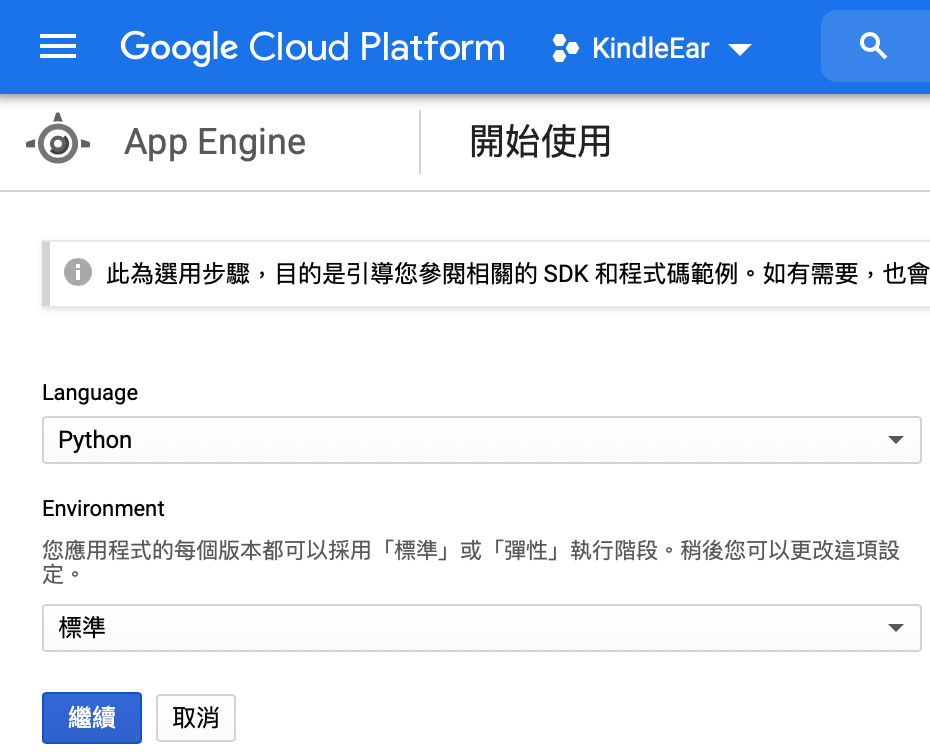 Google Cloud Platform
KindleEar
App Engine
開始使用
此為選用步驟，目的是引導您參閱相關的 SDK 和程式碼範例。如有需要，也會
Language
Python
Environment
您應用程式的每個版本都可以採用「標準」或「彈性」執行階段。稍後您可以更改這項設
定。
標準
繼續
取消